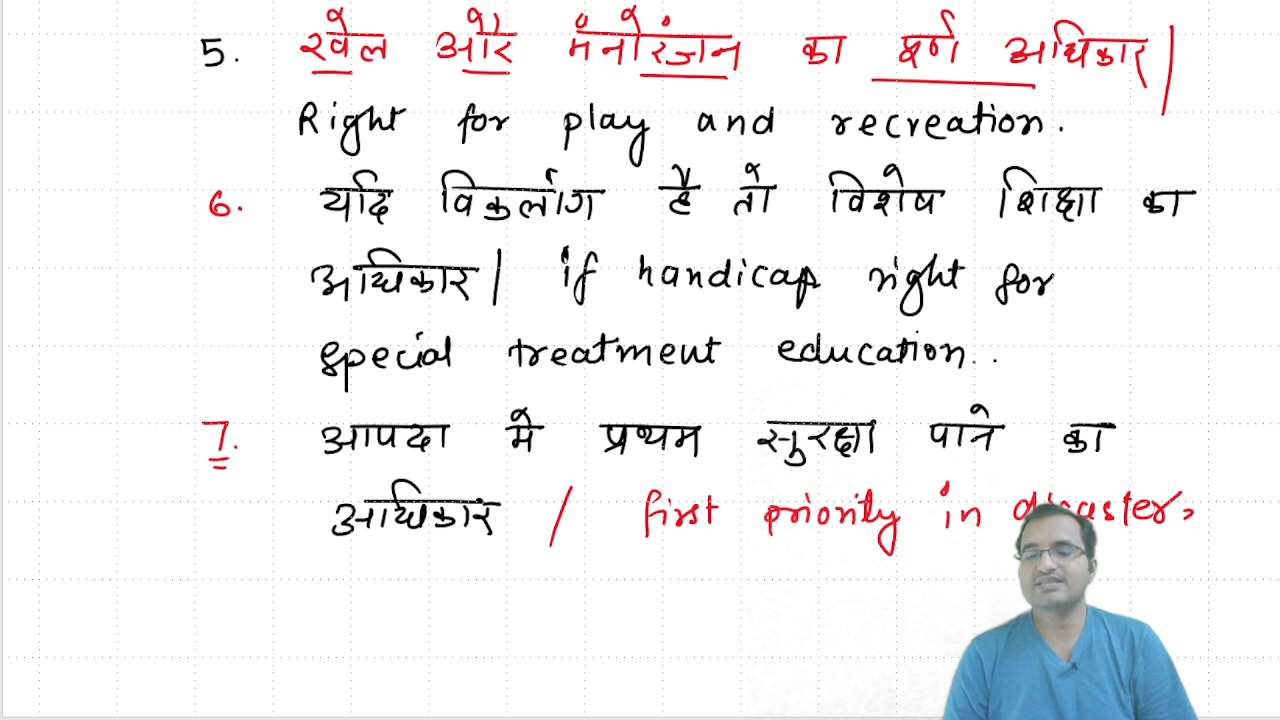 5. खेल और मनोरंजन का पूर्ण अधिकार|
Right for play and recreation.
6. यदि विकलांग है तो विशेष शिक्षा का
अधिकार| if handicap right for
special treatment education..
7. आपदा मे प्रथम सुरक्षा पाने का
अधिकार / first priority in disaster.